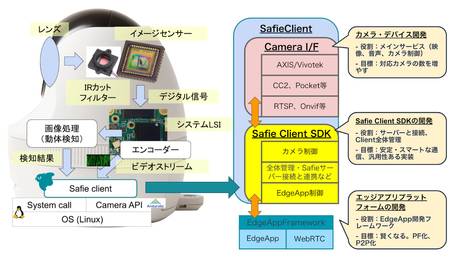 レンズ
イメージセンサー
IRカット
フィルター
デジタル信号
システムLSI
画像処理
(動体検知)
エンコーダー
検知結果
ビデオストリーム
Safie client
System call
Camera API
OS (Linux)
SafieClient
Camera I/F
AXIS/Vivotek
CC2、Pocket等
RTSP、Onvif等
Safie Client SDK
カメラ制御
全体管理・Safieサー
バー接続と連携など
EdgeApp制御
EdgeAppFramework
EdgeApp
WebRTC
カメラ・デバイス開発
- 役割：メインサービス（映
像、音声、カメラ制御）
- 目標：対応カメラの数を増
やす
Safie Client SDKの開発
- 役割：サーバーと接続、
Client全体管理
- 目標：安定・スマートな通
信、汎用性ある実装
エッジアプリプラット
フォームの開発
- 役割：EdgeApp開発フ
レームワーク
- 目標：賢くなる。PF化、
P2P化